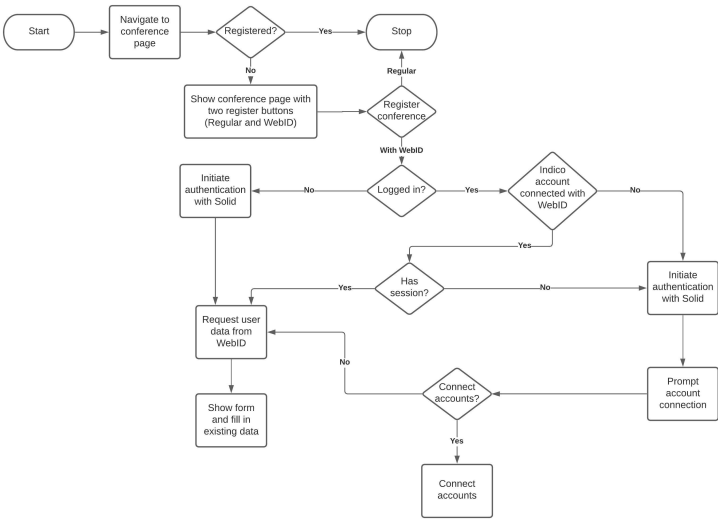 Start
Navigate to
conference
page
Registered?
Yes
Stop
No
Regular
Show conference page with
two register buttons
(Regular and WebID)
Register
conference
With WebID
Initiate
authentication
with Solid
No
Logged in?
Yes
Indico
account
connected with
WebID
No
Yes
Has
session?
Yes
No
Initiate
authentication
with Solid
Request user
data from
WebID
No
Connect
accounts?
Prompt
account
connection
Show form
and fill in
existing data
Yes
Connect
accounts